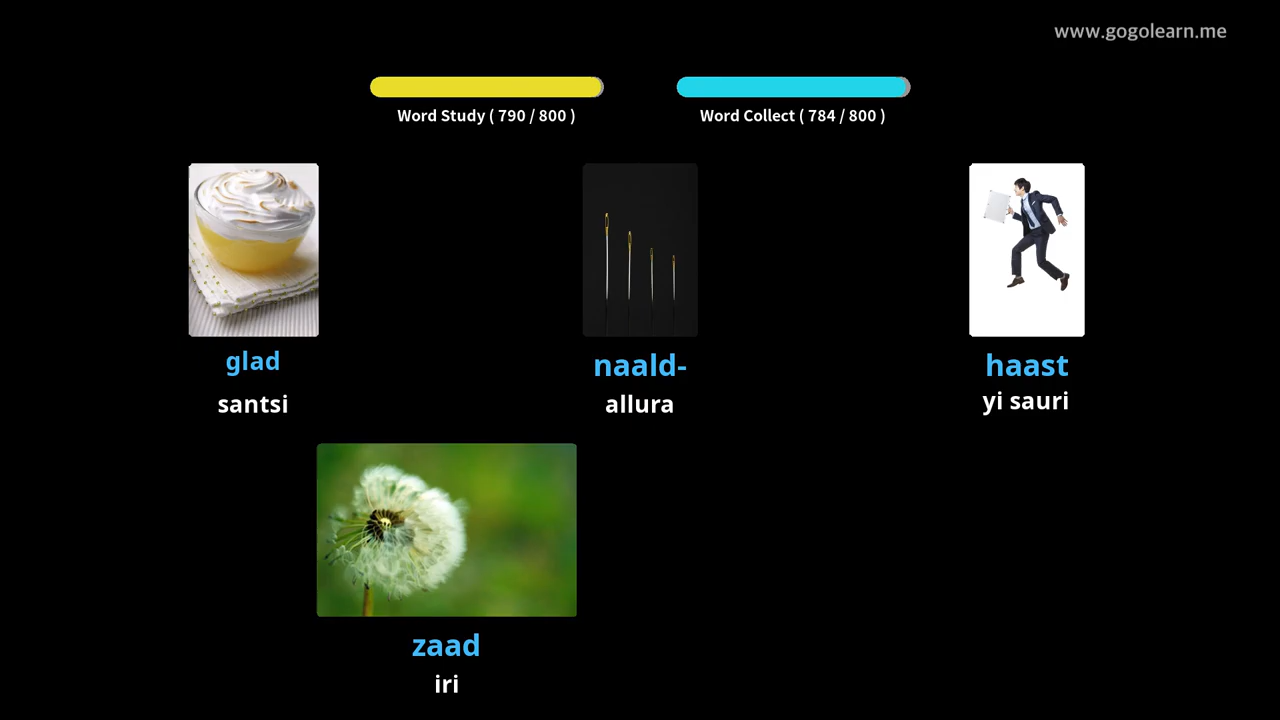 www.gogolearn.me
Word Study ( 790 / 800 )
Word Collect ( 784 / 800 )
glad
naald-
haast
santsi
allura
yi sauri
zaad
iri